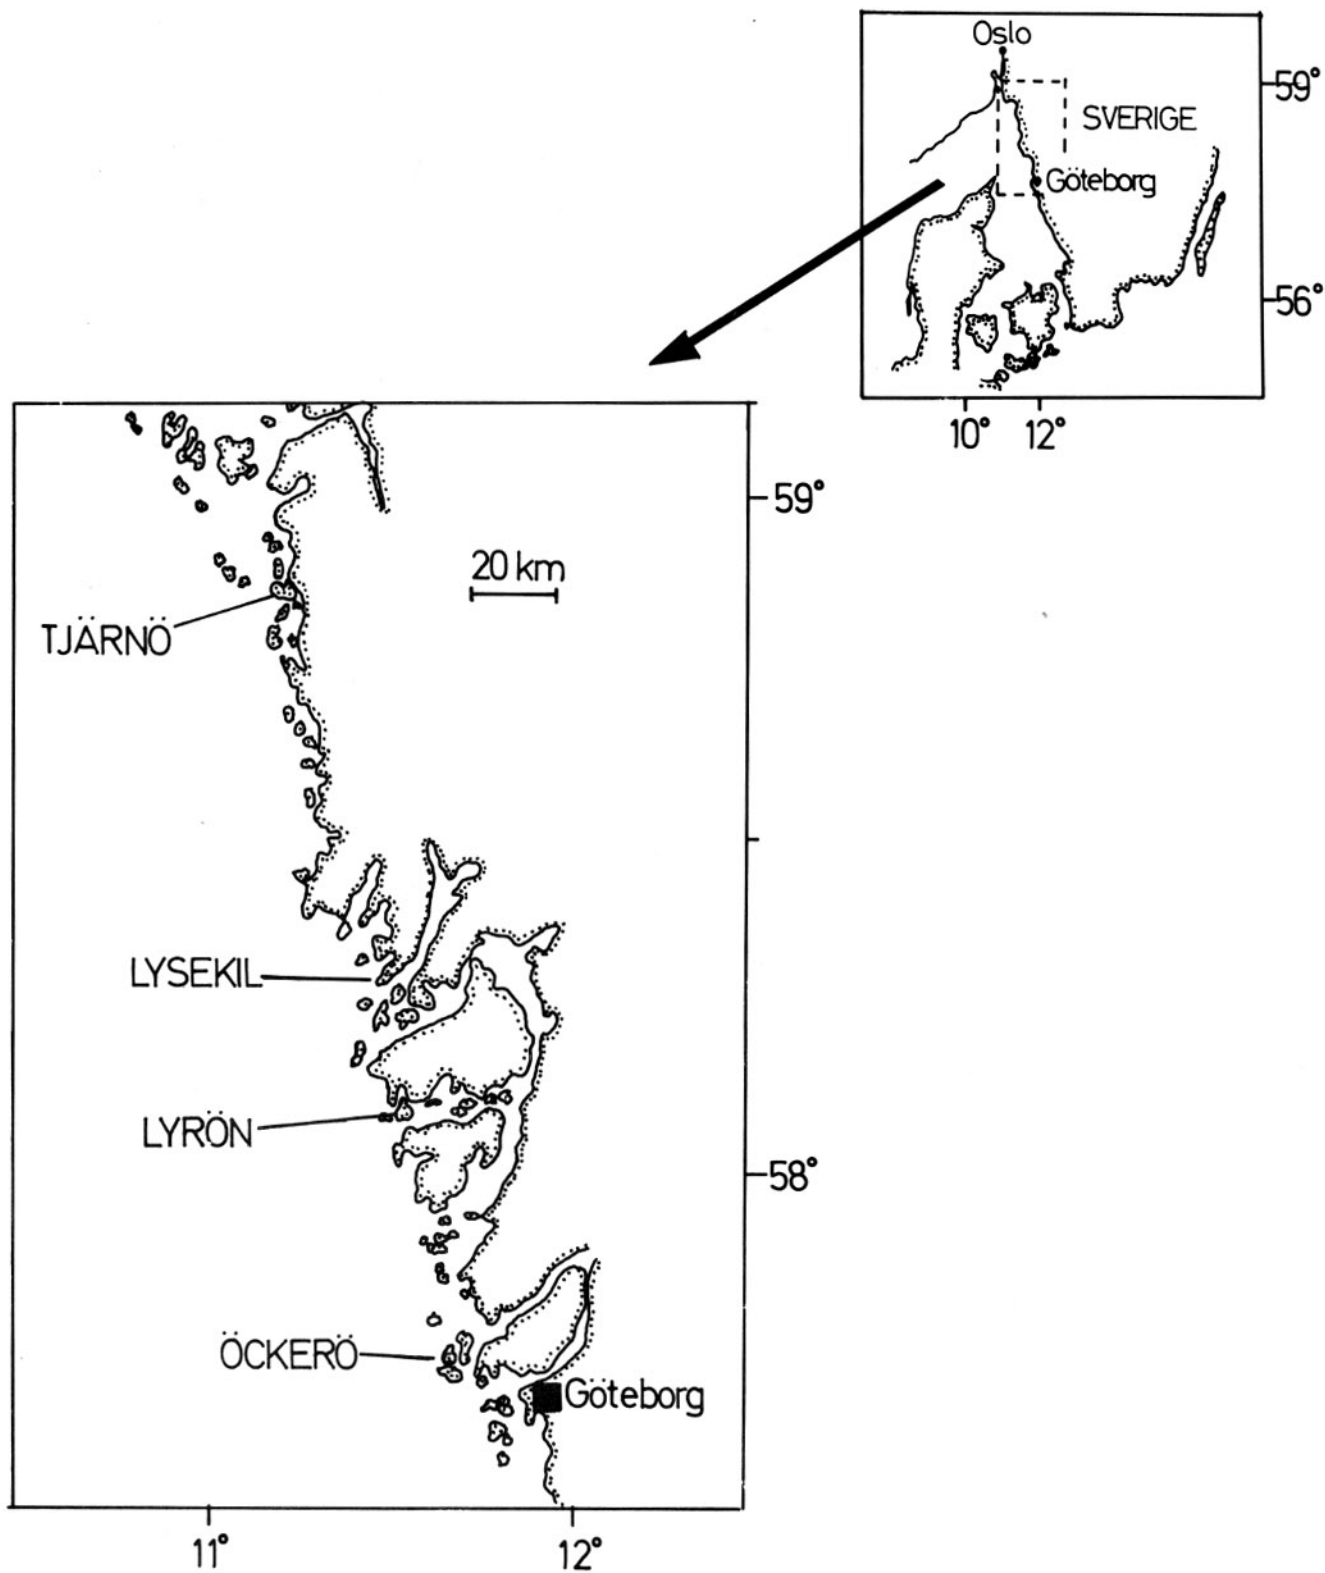 Oslo
59°
SVERIGE
Göteborg
56°
10° 12°
59°
20 km
TJÄRNÖ
LYSEKIL
LYRÖN
58°
ÖCKERÖ
Göteborg
11° 12°